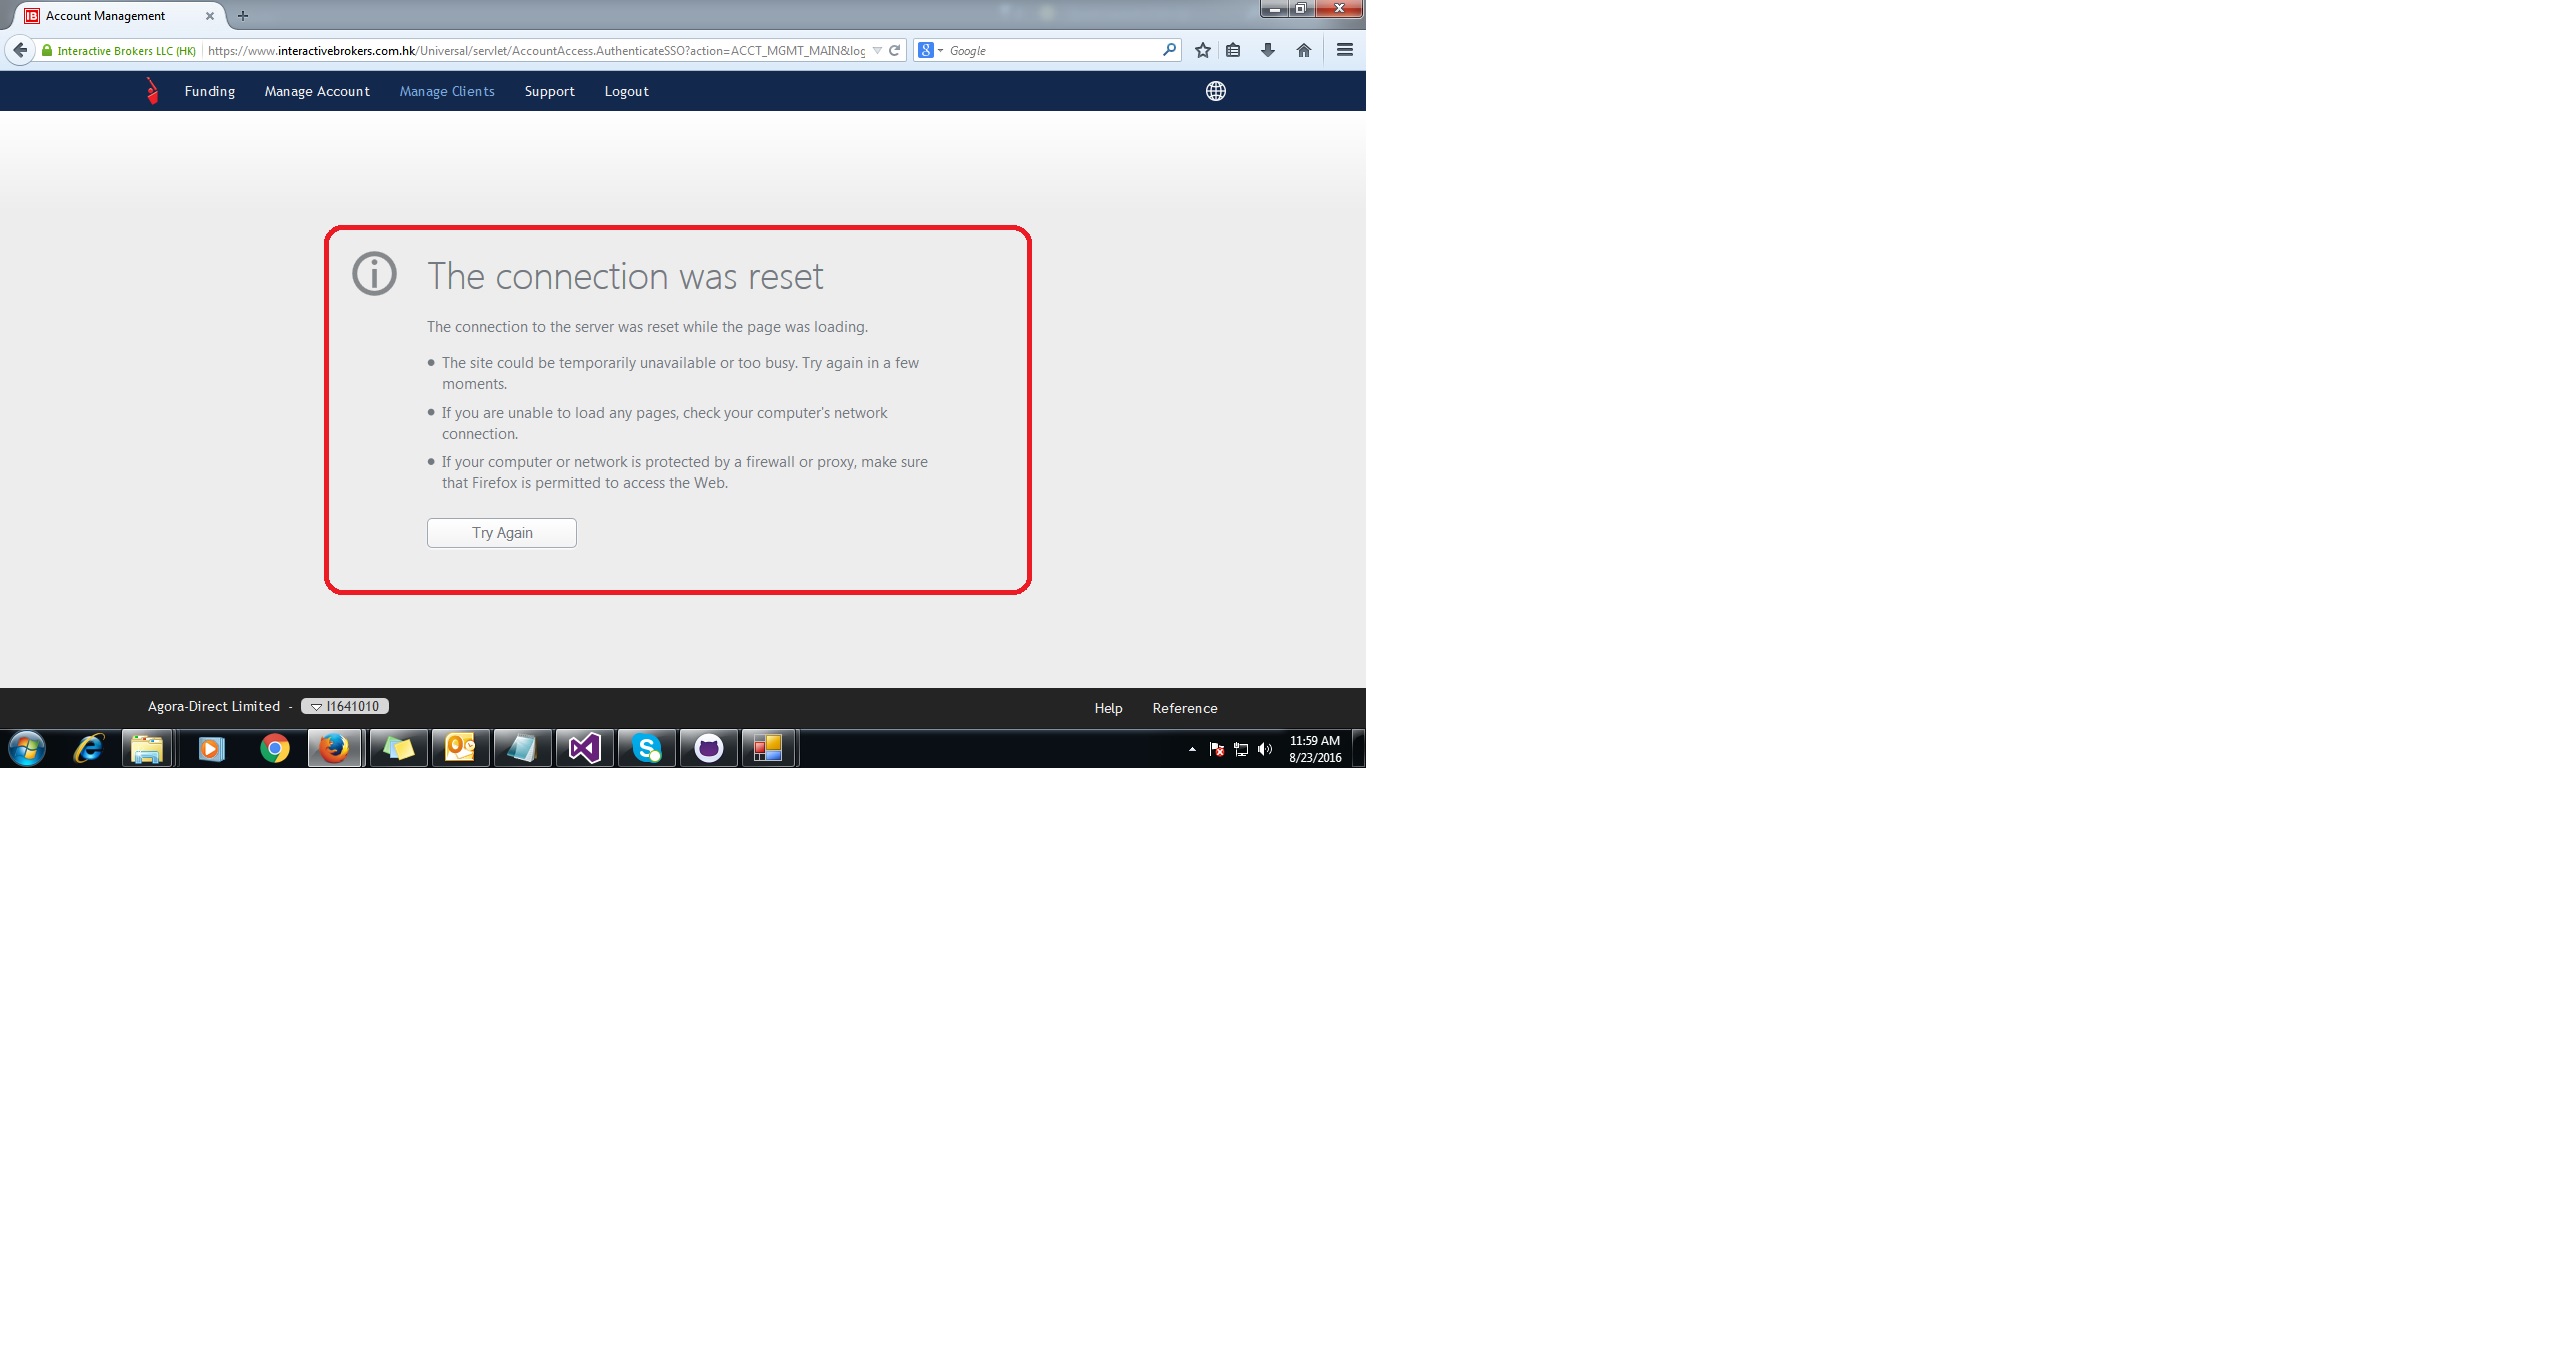 Account Management
Interactive Brokers LLC (HK) https://www.interactivebrokers.com.hk/Universal/servlet/AccountAccess.AuthenticateSSO?action=ACCT_MGMT_MAIN&log Google
Funding Manage Account Manage Clients Support Logout
The connection was reset
The connection to the server was reset while the page was loading.
The site could be temporarily unavailable or too busy. Try again in a few
moments.
If you are unable to load any pages, check your computer's network
connection.
If your computer or network is protected by a firewall or proxy, make sure
that Firefox is permitted to access the Web.
Try Again
Agora-Direct Limited - I1641010 Help Reference
11:59 AM
8/23/2016